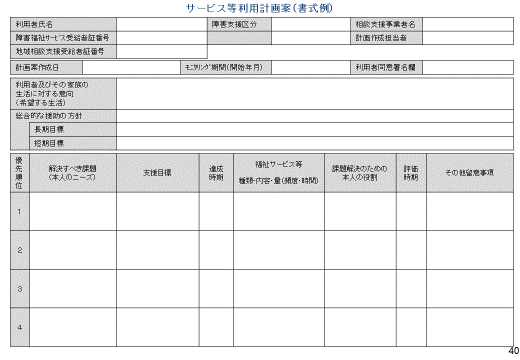 サービス等利用計画案（書式例）
利用者氏名 障害支援区分 相談支援事業者名
障害福祉サービス受給者証番号 計画作成担当者
地域相談支援受給者証番号
計画案作成日 ﾓﾆﾀﾘﾝｸﾞ期間（開始年月） 利用者同意署名欄
利用者及びその家族の
生活に対する意向
（希望する生活）
総合的な援助の方針
長期目標
短期目標
優先順位
解決すべき課題
（本人のニーズ）
支援目標
達成
時期
福祉サービス等
種類・内容・量（頻度・時間）
課題解決のための
本人の役割
評価
時期
その他留意事項
1
2
3
4
40